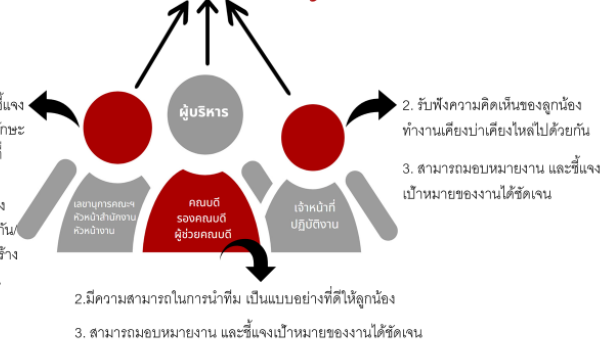 ชี้แจง
ผู้บริหาร
2. รับฟังความคิดเห็นของลูกน้อง
ทำงานเคียงบ่าเคียงไหล่ไปด้วยกัน
3. สามารถมอบหมายงาน และชี้แจง
เป้าหมายของงานได้ชัดเจน
กัน/
เลขานุการคณะฯ
หัวหน้าสำนักงาน
หัวหน้างาน
คณบดี
รองคณบดี
ผู้ช่วยคณบดี
เจ้าหน้าที่
ปฏิบัติงาน
2.มีความสามารถในการนำทีม เป็นแบบอย่างที่ดีให้ลูกน้อง
3. สามารถมอบหมายงาน และชี้แจงเป้าหมายของงานได้ชัดเจน